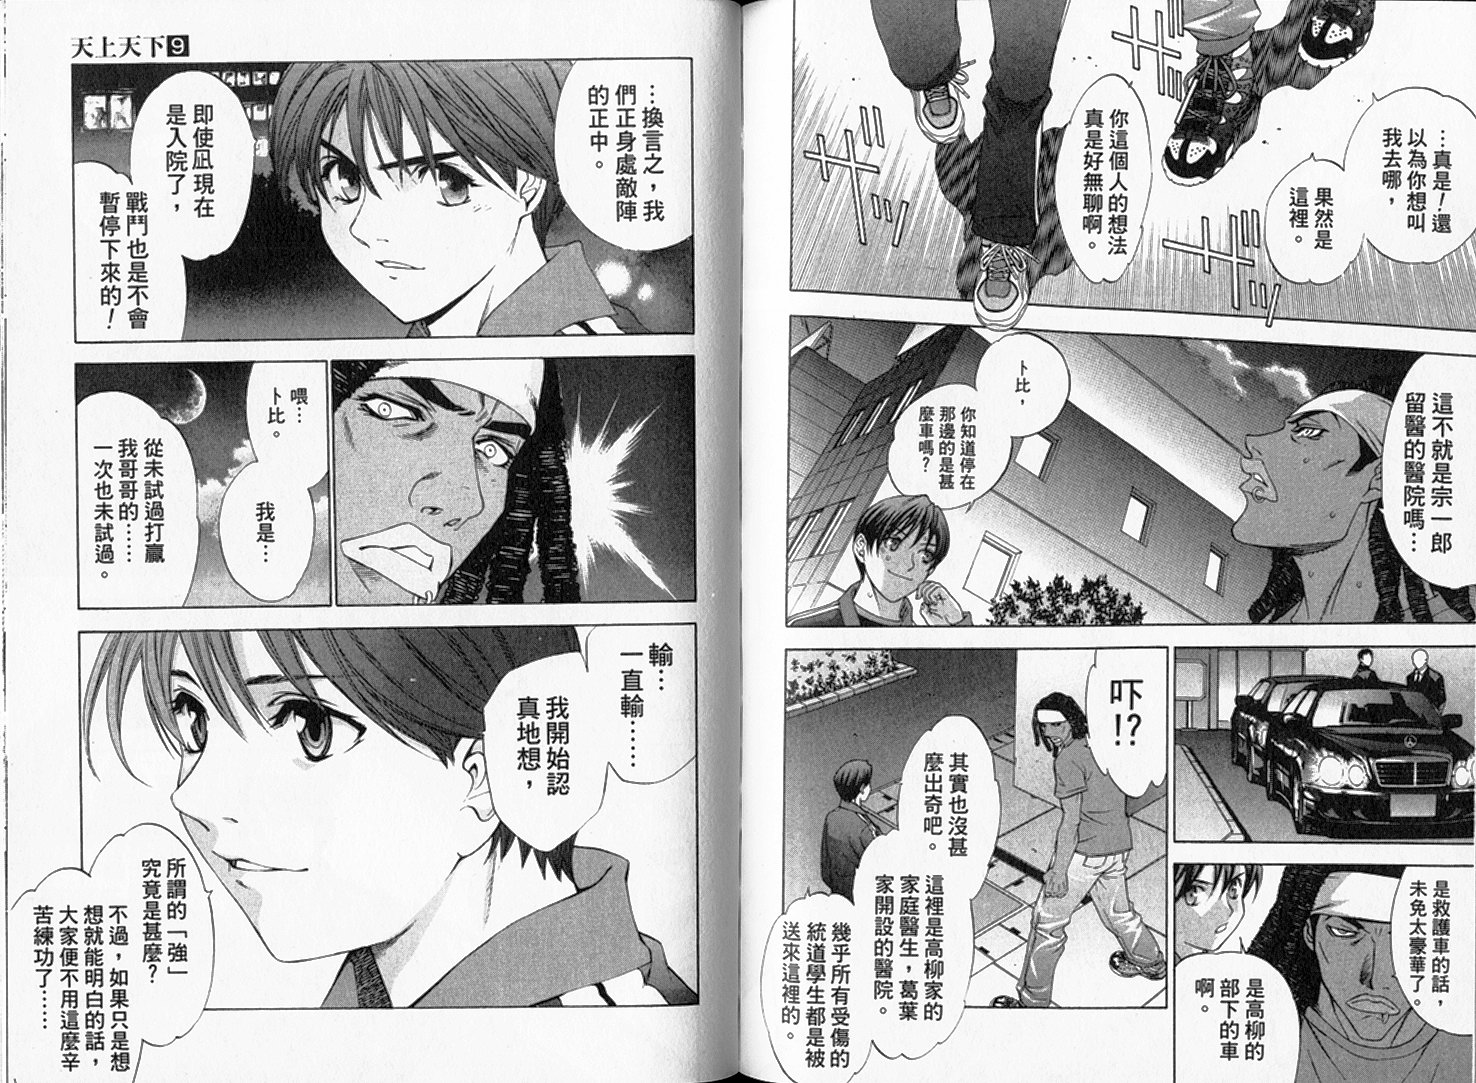 …真是！還
以為你想叫
我去哪，
果然是
這裡。
你這個人的想法
真是好無聊啊。
ギャ
ギャ
ギャ
這不就是宗一郎
留醫的醫院嗎…
卜比，
你知道停在
那邊的是甚
麼車嗎？
是救護車的話，
未免太豪華了。
是高柳的
部下的車
啊。
吓!?
其實也沒甚
麼出奇吧。
這裡是高柳家的
家庭醫生，葛葉
家開設的醫院。
幾乎所有受傷的
統道學生都是被
送來這裡的。
天上天下9
…換言之，我
們正身處敵陣
的正中。
即使凪現在
是入院了，
戰鬥也是不會
暫停下來的！
喂…
卜比。
我是…
從未試過打贏
我哥哥的……
一次也未試過。
輸…
一直輸……
我開始認
真地想，
所謂的「強」
究竟是甚麼？
不過，如果只是想
想就能明白的話，
大家便不用這麼辛
苦練功了……